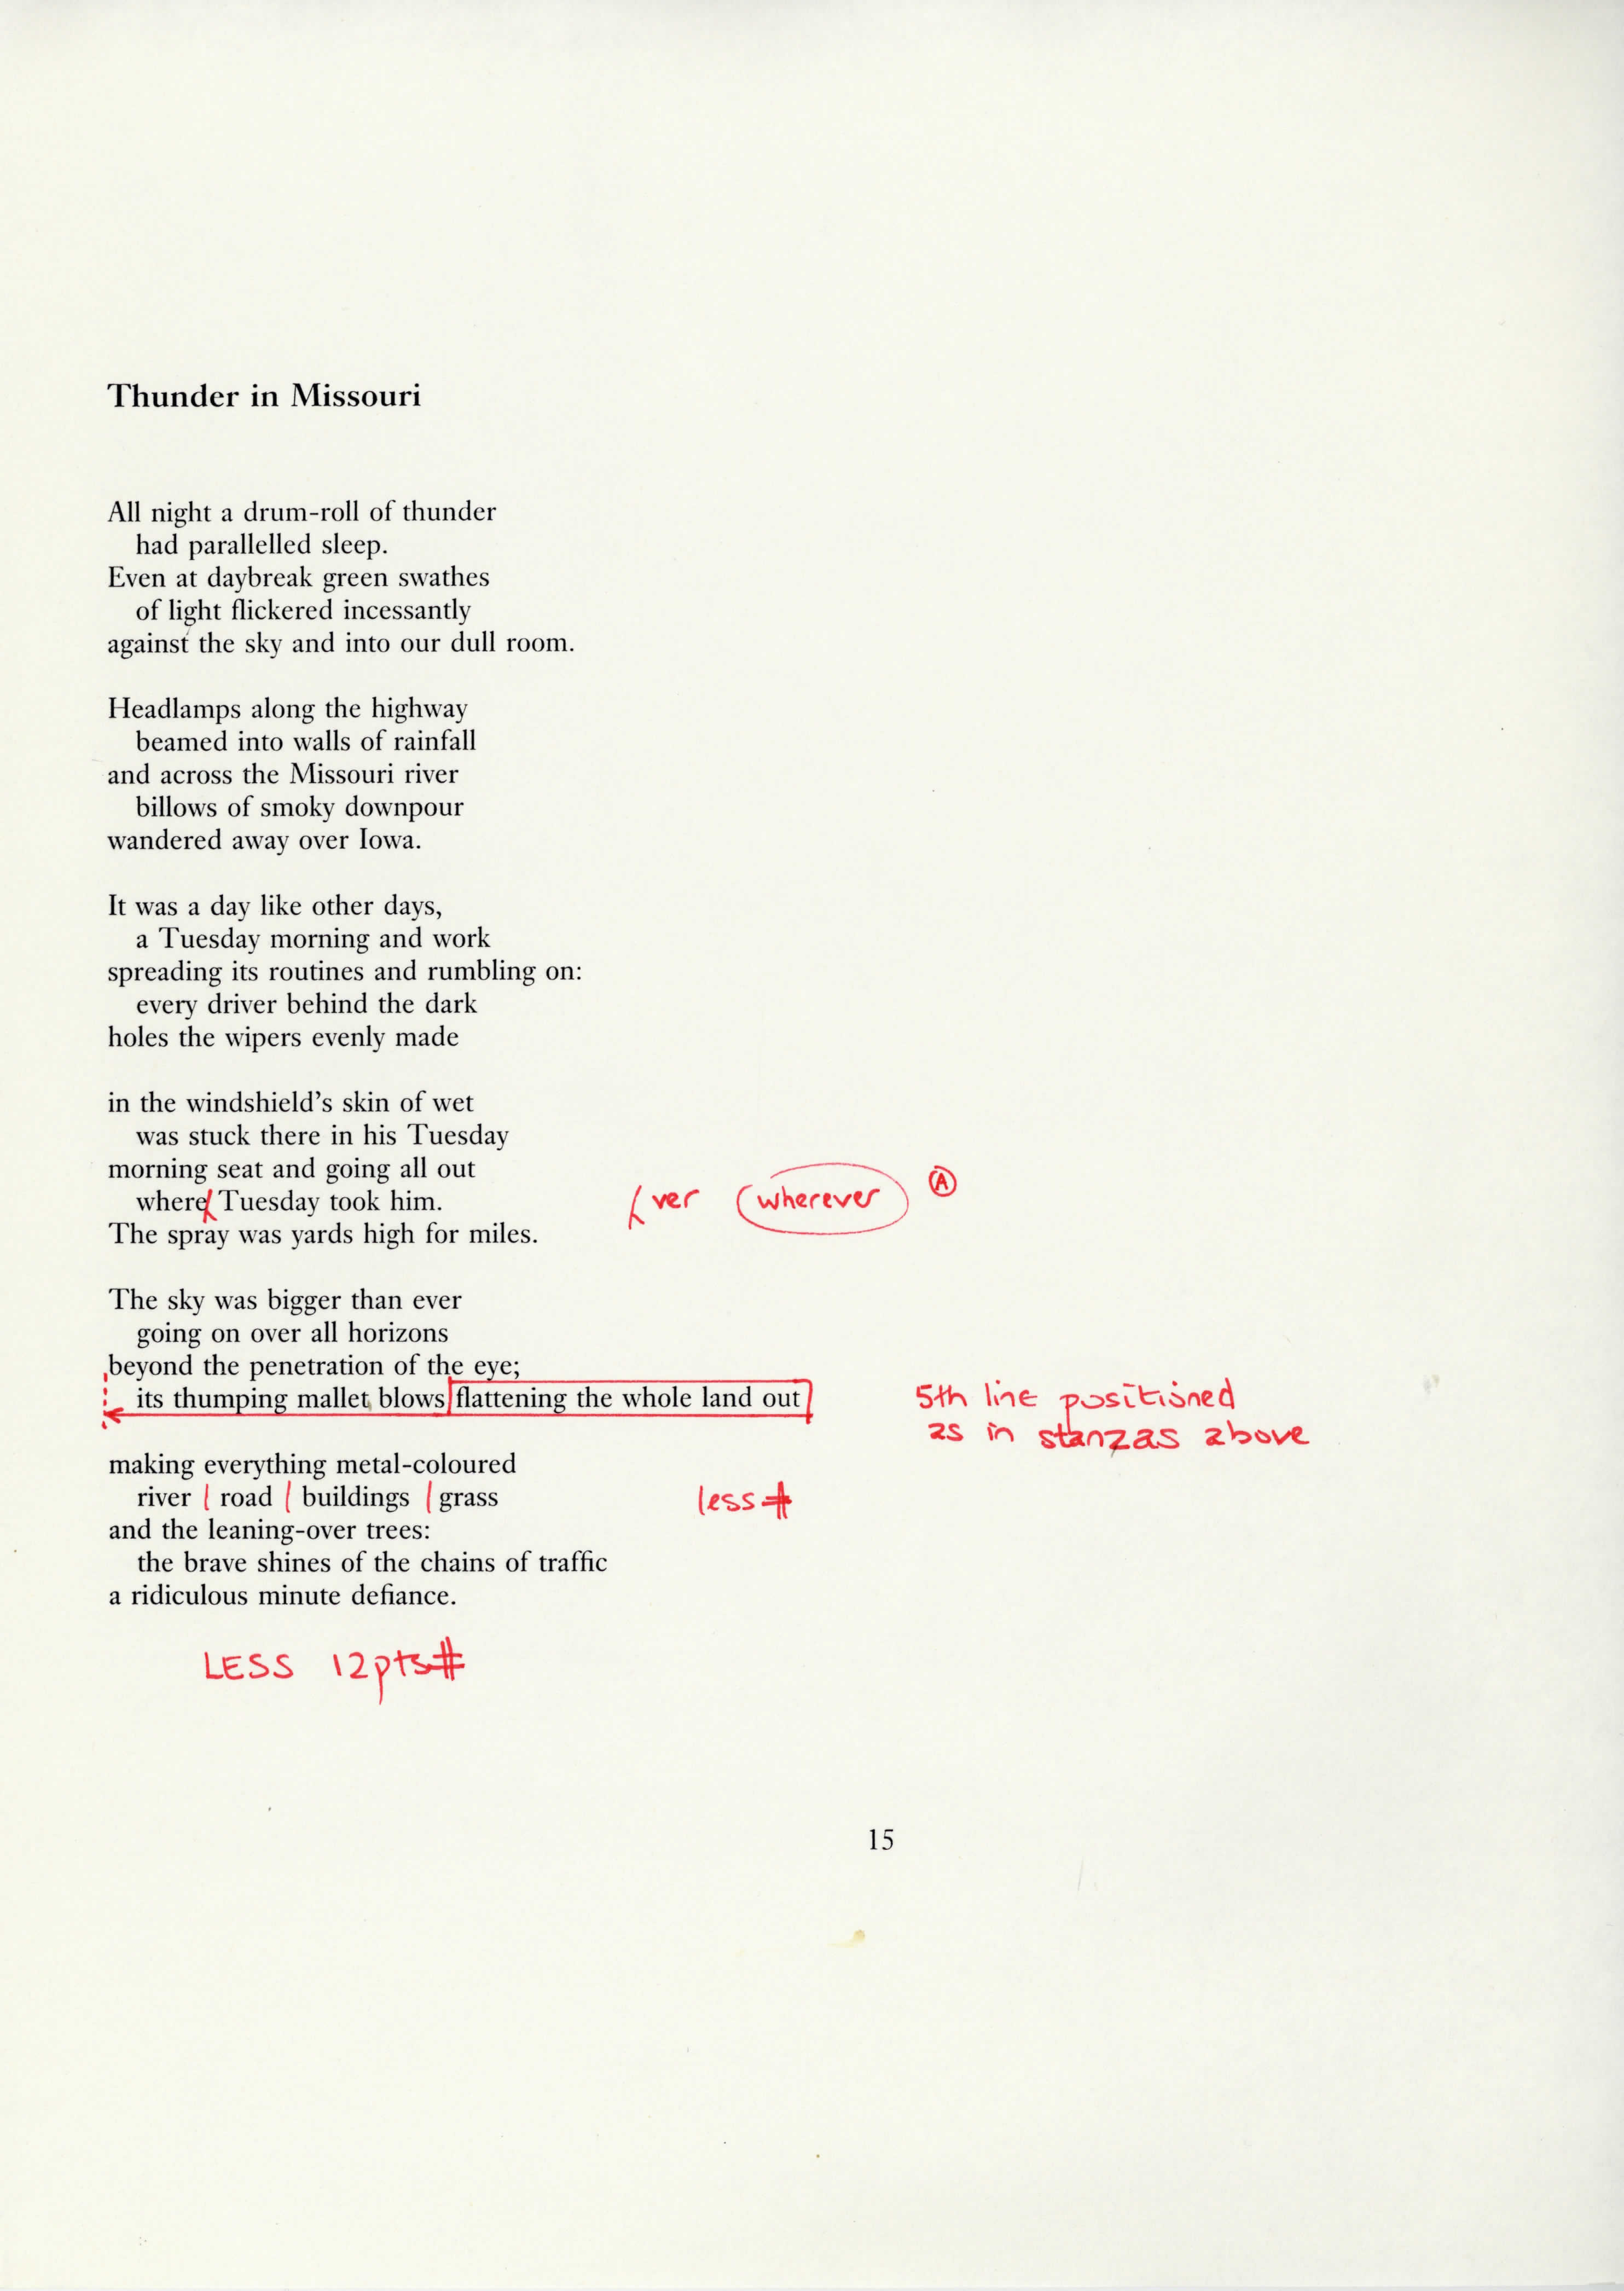 Thunder in Missouri
All night a drum-roll of thunder
had parallelled sleep.
Even at daybreak green swathes
of light flickered incessantly
against the sky and into our dull room.
Headlamps along the highway
beamed into walls of rainfall
and across the Missouri river
billows of smoky downpour
wandered away over Iowa.
It was a day like other days,
a Tuesday morning and work
spreading its routines and rumbling on:
every driver behind the dark
holes the wipers evenly made
in the windshield's skin of wet
was stuck there in his Tuesday
morning seat and going all out
where Tuesday took him. ver wherever A
The spray was yards high for miles.
The sky was bigger than ever
going on over all horizons
beyond the penetration of the eye;
its thumping mallet blows flattening the whole land out
5th line positioned
as in stanzas above
making everything metal-coloured
river road buildings grass less #
and the leaning-over trees:
the brave shines of the chains of traffic
a ridiculous minute defiance.
LESS 12pts#
15